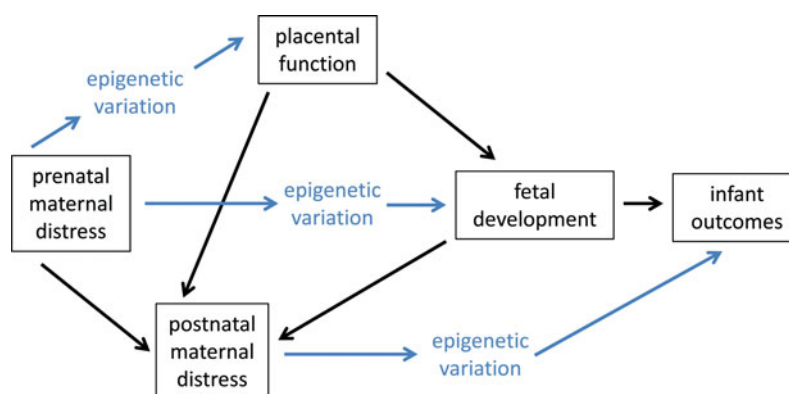 placental
function
epigenetic
variation
prenatal
maternal
distress
epigenetic
variation
fetal
development
infant
outcomes
postnatal
maternal
distress
epigenetic
variation